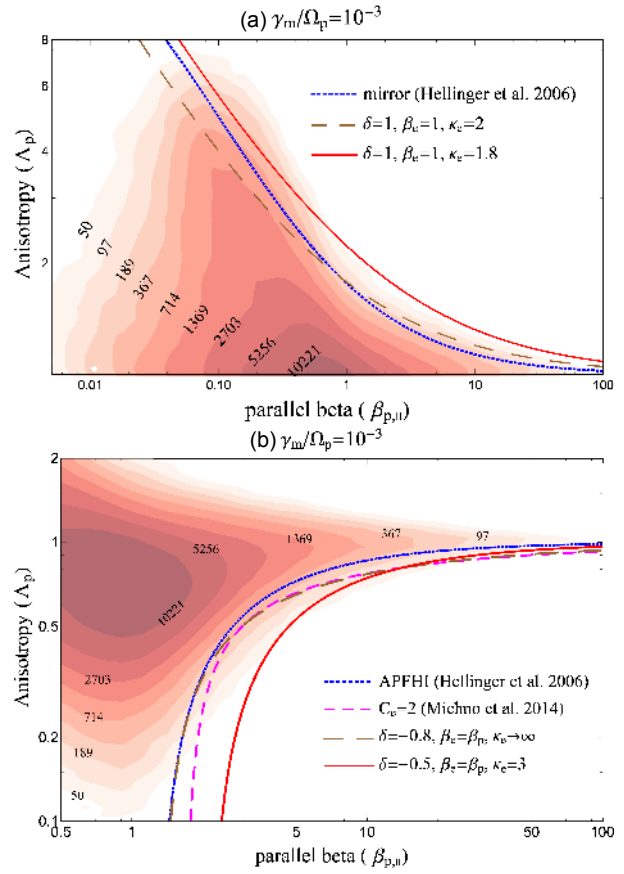 (a) γm/Ωp=10⁻³
Anisotropy (Λp)
8
4
2
mirror (Hellinger et al. 2006)
δ=1, βe=1, κe=2
δ=1, βe=1, κe=1.8
50
97
189
367
714
1369
2703
5256
10221
0.01
0.10
1
10
100
parallel beta (βp,||)
(b) γm/Ωp=10⁻³
Anisotropy (Λp)
2
1
0.5
0.2
0.1
5256
1369
367
97
10221
2703
714
189
50
APFHI (Hellinger et al. 2006)
Ce=2 (Micħno et al. 2014)
δ=−0.8, βe=βp, κe→∞
δ=−0.5, βe=βp, κe=3
0.5
1
5
10
50
100
parallel beta (βp,||)